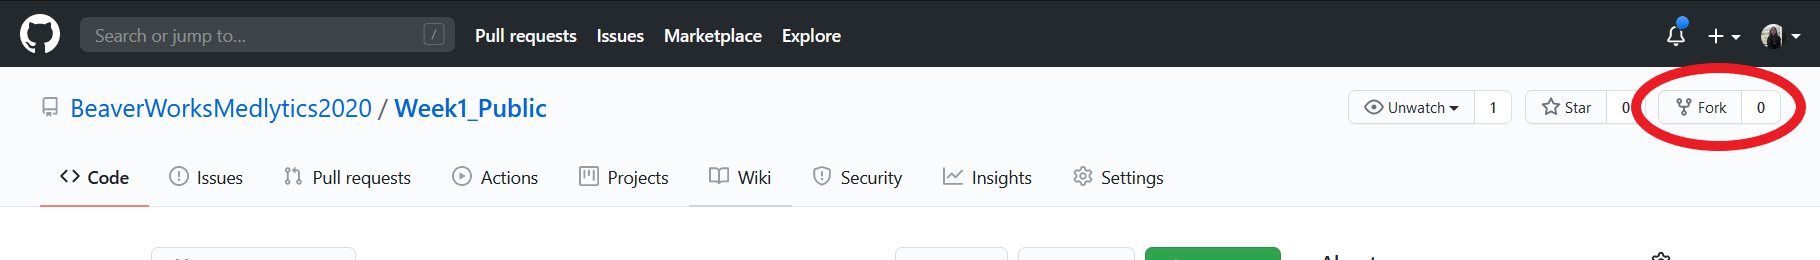 Search or jump to... / Pull requests Issues Marketplace Explore
BeaverWorksMedlytics2020 / Week1_Public Unwatch 1 Star 0 Fork 0
Code Issues Pull requests Actions Projects Wiki Security Insights Settings